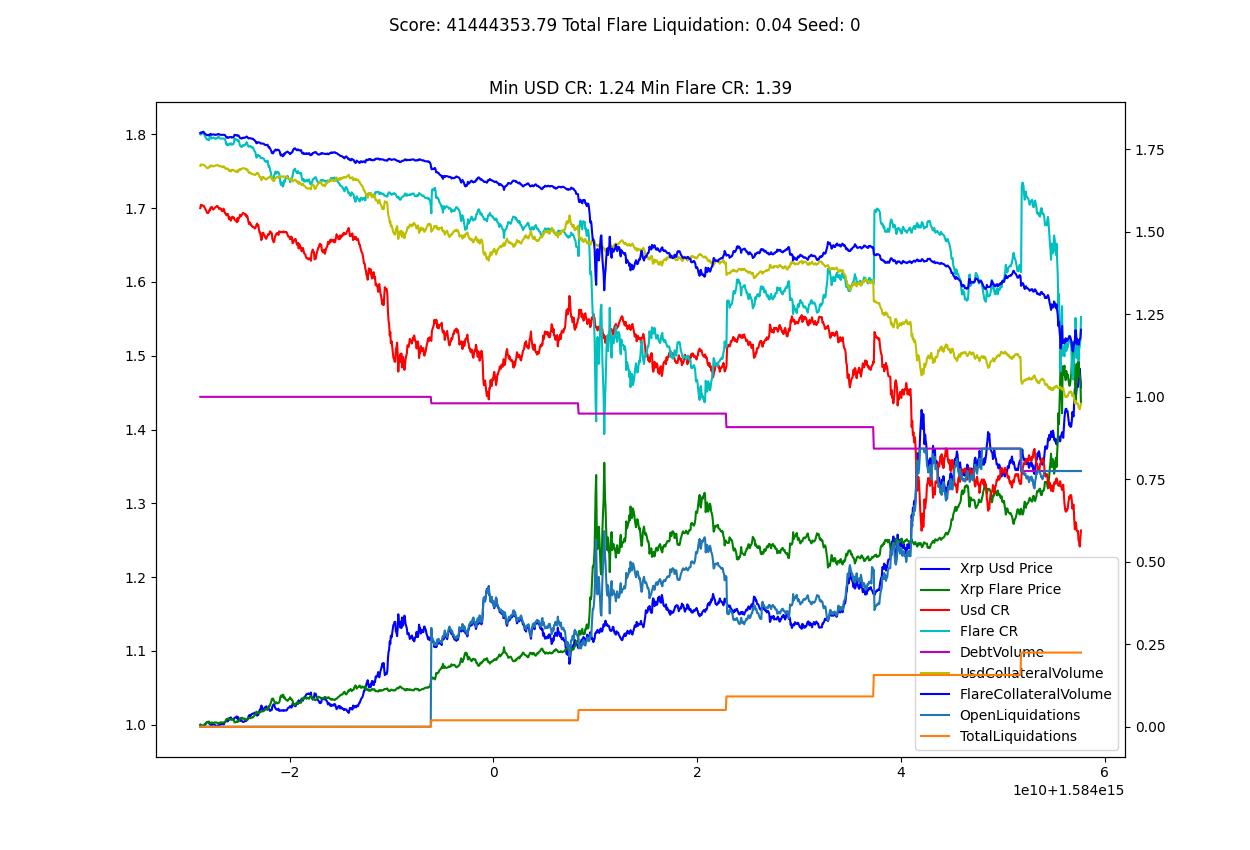 Score: 41444353.79 Total Flare Liquidation: 0.04 Seed: 0
Min USD CR: 1.24 Min Flare CR: 1.39
1.8
1.7
1.6
1.5
1.4
1.3
1.2
1.1
1.0
1.75
1.50
1.25
1.00
0.75
0.50
0.25
0.00
Xrp Usd Price
Xrp Flare Price
Usd CR
Flare CR
DebtVolume
UsdCollateralVolume
FlareCollateralVolume
OpenLiquidations
TotalLiquidations
−2 0 2 4 6
1e10+1.584e15